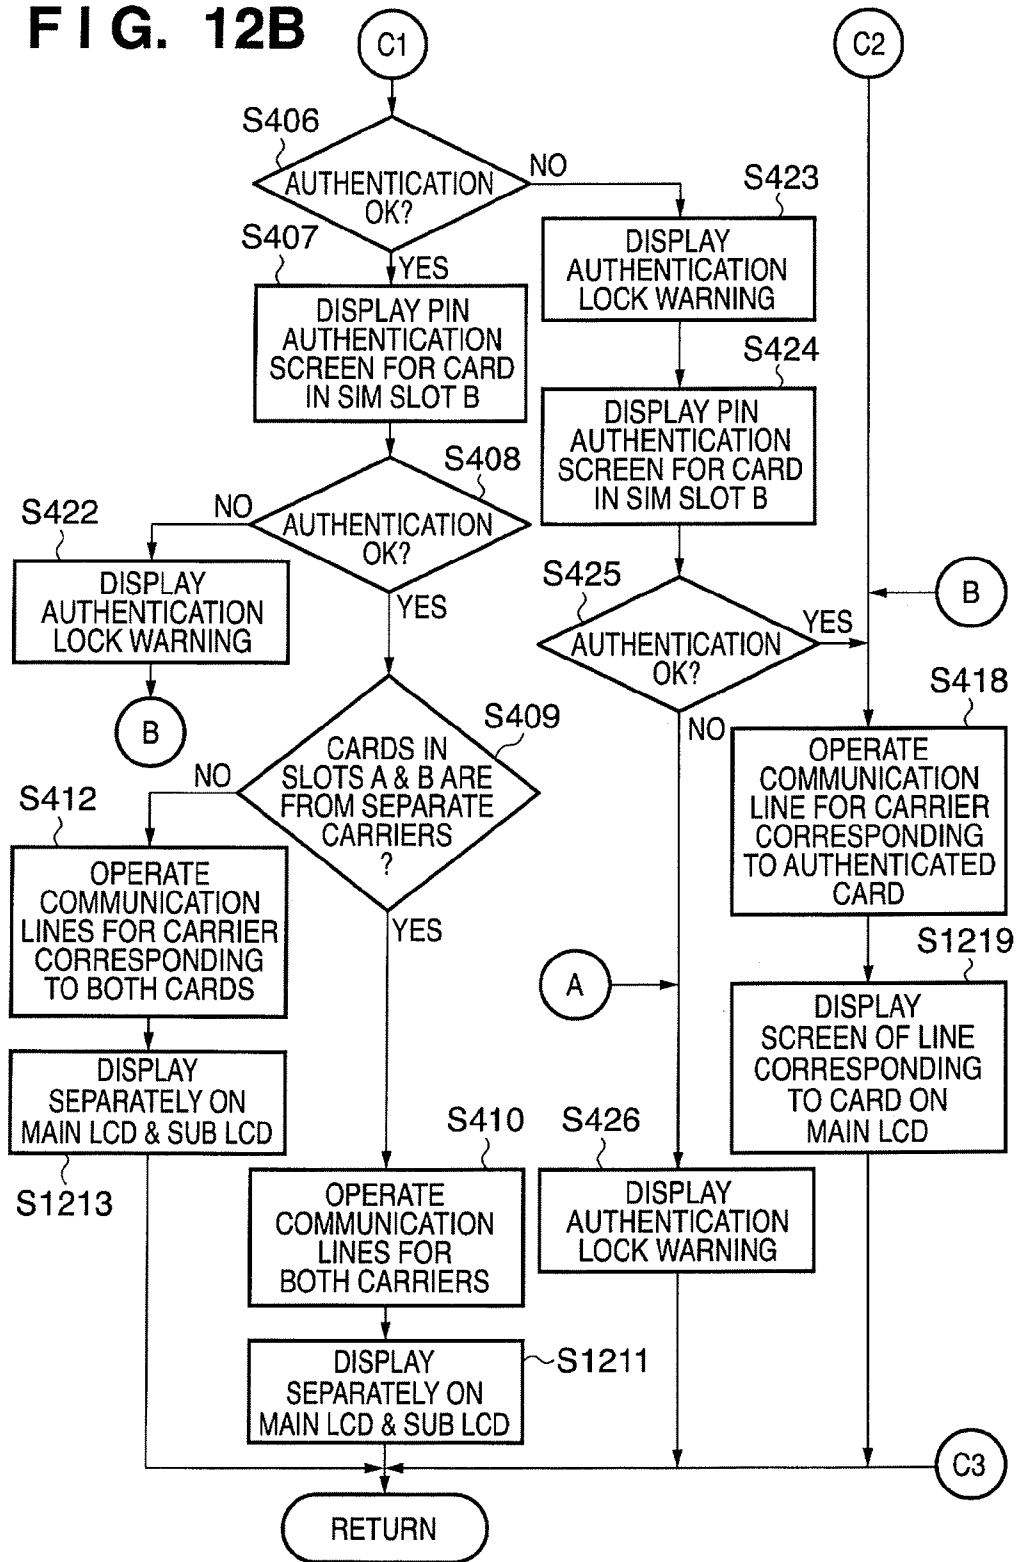 FIG. 12B
C1
C2
S406
AUTHENTICATION
OK?
NO
YES
S407
DISPLAY PIN
AUTHENTICATION
SCREEN FOR CARD
IN SIM SLOT B
S423
DISPLAY
AUTHENTICATION
LOCK WARNING
S424
DISPLAY PIN
AUTHENTICATION
SCREEN FOR CARD
IN SIM SLOT B
S408
AUTHENTICATION
OK?
NO
YES
S422
DISPLAY
AUTHENTICATION
LOCK WARNING
B
S425
AUTHENTICATION
OK?
YES
NO
B
S409
CARDS IN
SLOTS A & B ARE
FROM SEPARATE
CARRIERS
?
NO
YES
S412
OPERATE
COMMUNICATION
LINES FOR CARRIER
CORRESPONDING
TO BOTH CARDS
DISPLAY
SEPARATELY ON
MAIN LCD & SUB LCD
S1213
S418
OPERATE
COMMUNICATION
LINE FOR CARRIER
CORRESPONDING
TO AUTHENTICATED
CARD
S1219
DISPLAY
SCREEN OF LINE
CORRESPONDING
TO CARD ON
MAIN LCD
A
S410
OPERATE
COMMUNICATION
LINES FOR
BOTH CARRIERS
S426
DISPLAY
AUTHENTICATION
LOCK WARNING
DISPLAY
SEPARATELY ON
MAIN LCD & SUB LCD
S1211
C3
RETURN